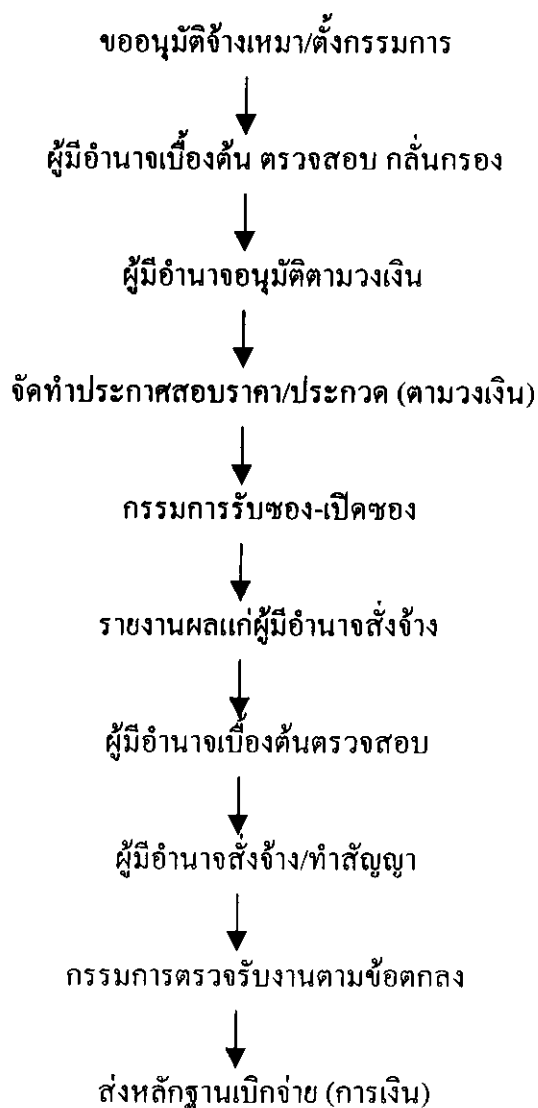 ขออนุมัติจ้างเหมา/ตั้งกรรมการ
ผู้มีอำนาจเบื้องต้น ตรวจสอบ กลั่นกรอง
ผู้มีอำนาจอนุมัติตามวงเงิน
จัดทำประกาศสอบราคา/ประกวด (ตามวงเงิน)
กรรมการรับซอง-เปิดซอง
รายงานผลแก่ผู้มีอำนาจสั่งจ้าง
ผู้มีอำนาจเบื้องต้นตรวจสอบ
ผู้มีอำนาจสั่งจ้าง/ทำสัญญา
กรรมการตรวจรับงานตามข้อตกลง
ส่งหลักฐานเบิกจ่าย (การเงิน)